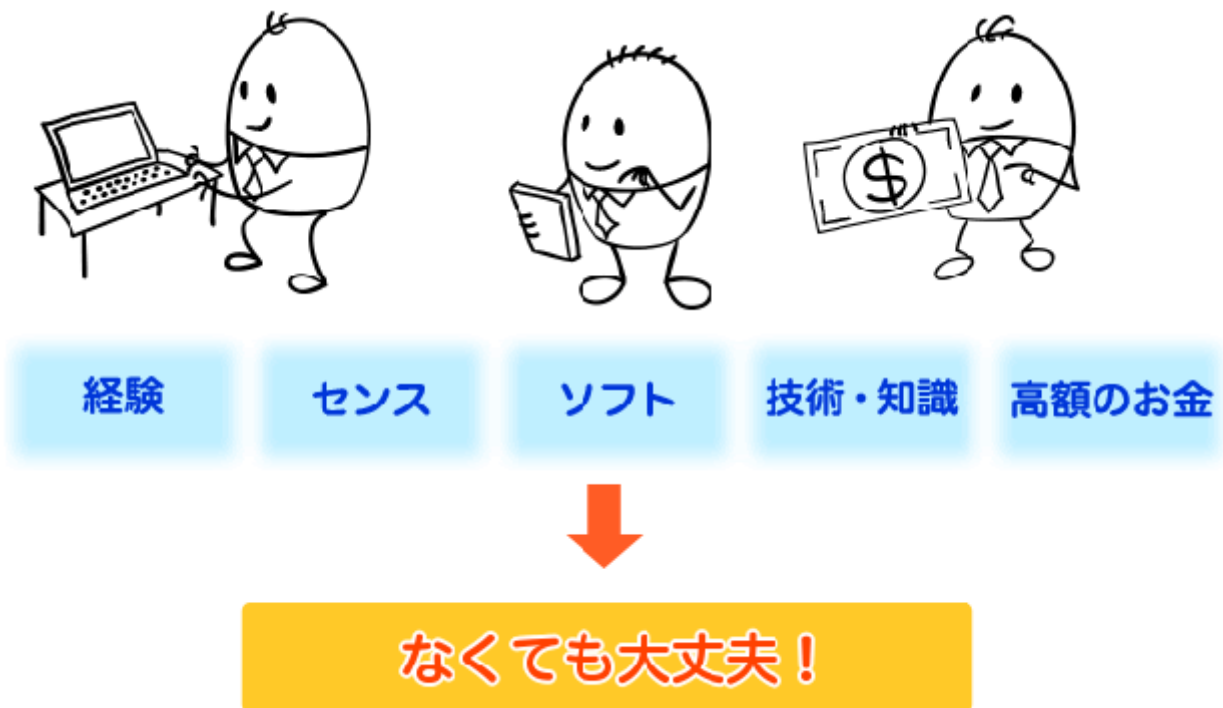 経験
センス
ソフト
技術・知識
高額のお金
なくても大丈夫！